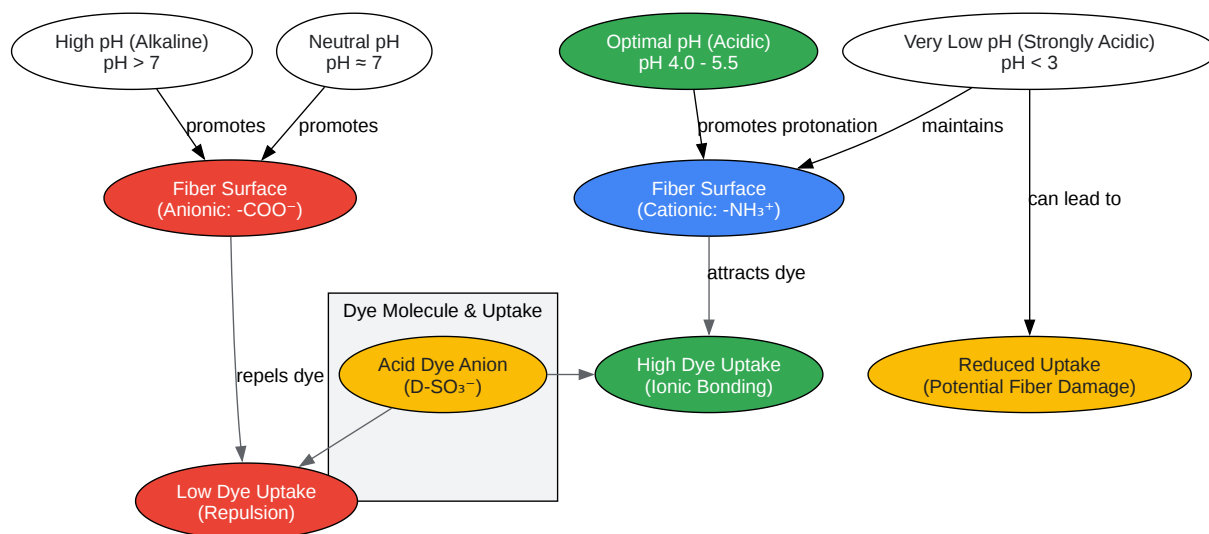 High pH (Alkaline)
pH > 7
Neutral pH
pH ≈ 7
Optimal pH (Acidic)
pH 4.0 - 5.5
Very Low pH (Strongly Acidic)
pH < 3
promotes
promotes
promotes protonation
maintains
Fiber Surface
(Anionic: -COO⁻)
Fiber Surface
(Cationic: -NH₃⁺)
can lead to
attracts dye
Dye Molecule & Uptake
repels dye
Acid Dye Anion
(D-SO₃⁻)
High Dye Uptake
(Ionic Bonding)
Reduced Uptake
(Potential Fiber Damage)
Low Dye Uptake
(Repulsion)